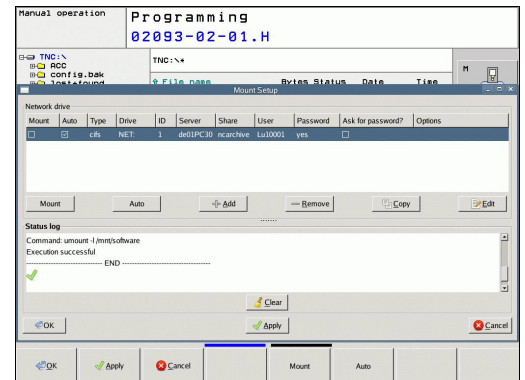 Manual operation
Programming
02093-02-01.H
TNC:\
ACC
config.bak
lost+found
TNC:\*
File name Bytes Status Date Time
M
Mount Setup
Network drive
Mount Auto Type Drive ID Server Share User Password Ask for password? Options
cifs NET: 1 de01PC30 ncarchive Lu10001 yes
Mount Auto Add Remove Copy Edit
Status log
Command: umount -l /mnt/software
Execution successful
------------------------------ END -----------------------------------
Clear
OK Apply Cancel
OK Apply Cancel Mount Auto